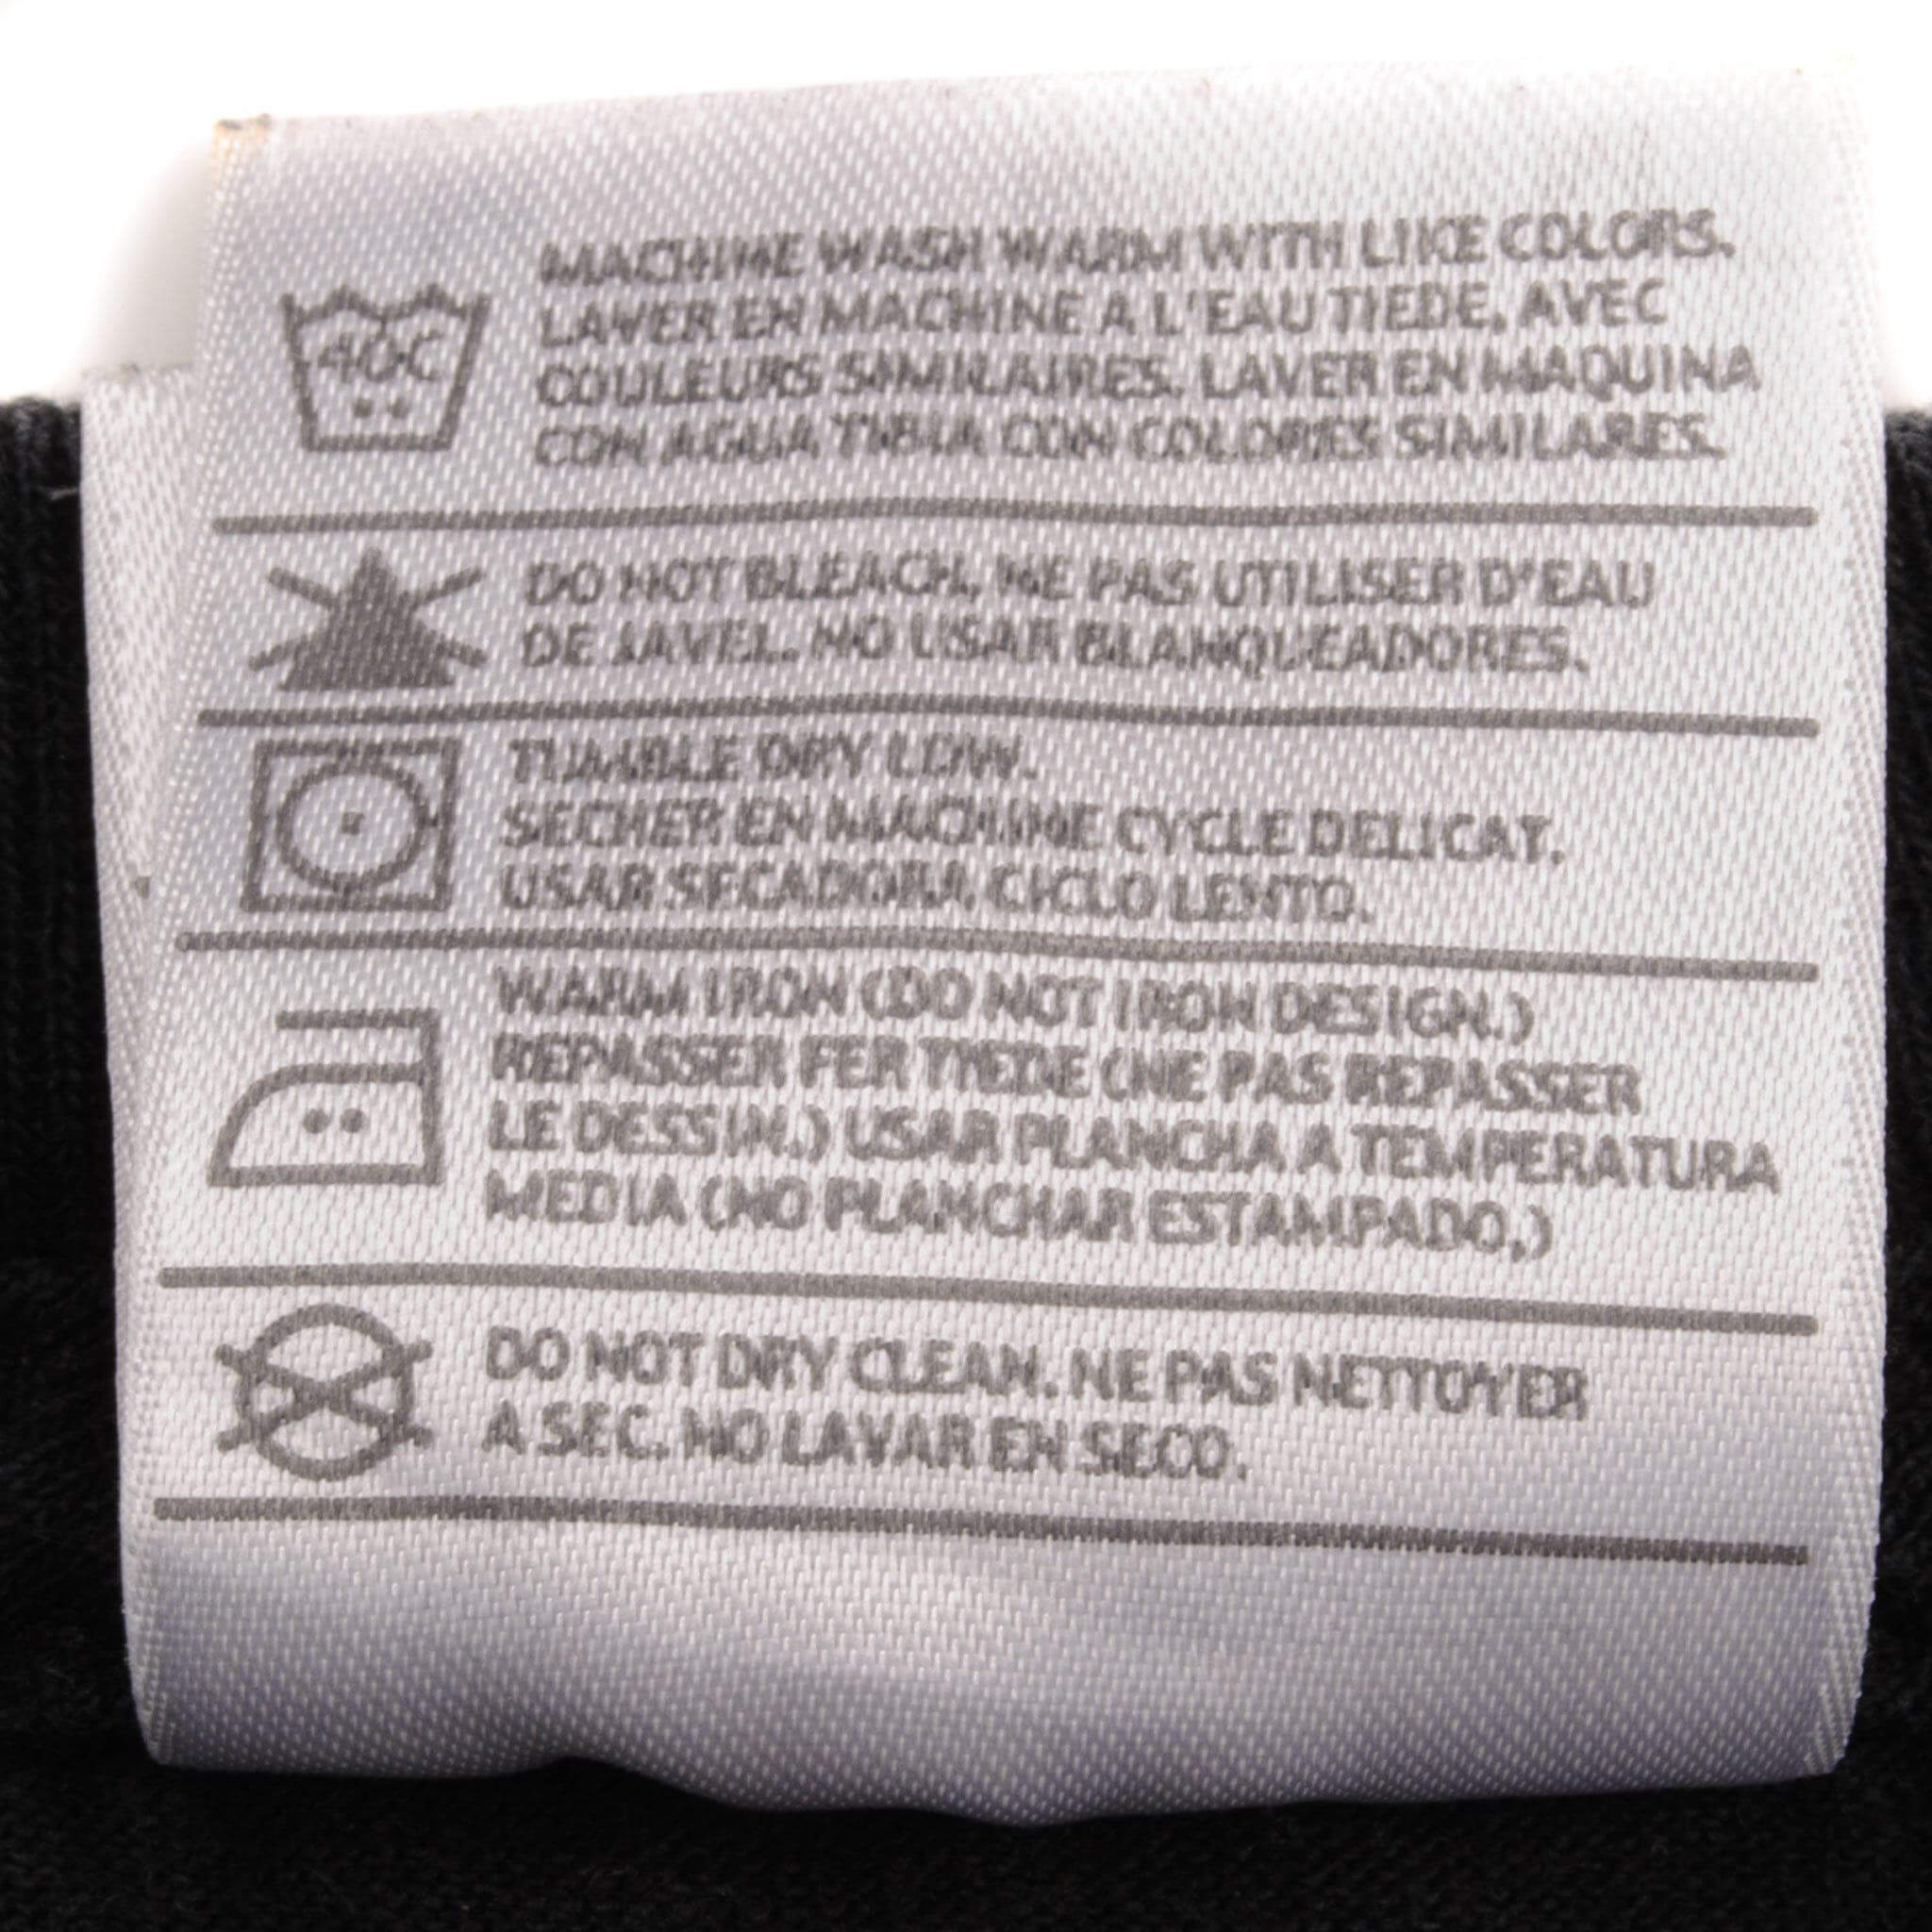 MACHINE WASH WARM WITH LIKE COLORS.
LAVER EN MACHINE A L'EAU TIEDE, AVEC
40C
COULEURS SIMILAIRES. LAVER EN MAQUINA
CON AGUA TIBIA CON COLORES SIMILARES.
DO NOT BLEACH. NE PAS UTILISER D'EAU
DE JAVEL. NO USAR BLANQUEADORES.
TUMBLE DRY LOW.
SECHER EN MACHINE CYCLE DELICAT.
USAR SECADORA CICLO LENTO.
WARM IRON (DO NOT IRON DESIGN.)
REPASSER FER TIEDE (NE PAS REPASSER
LE DESSIN.) USAR PLANCHA A TEMPERATURA
MEDIA (NO PLANCHAR ESTAMPADO.)
DO NOT DRY CLEAN. NE PAS NETTOYER
A SEC. NO LAVAR EN SECO.